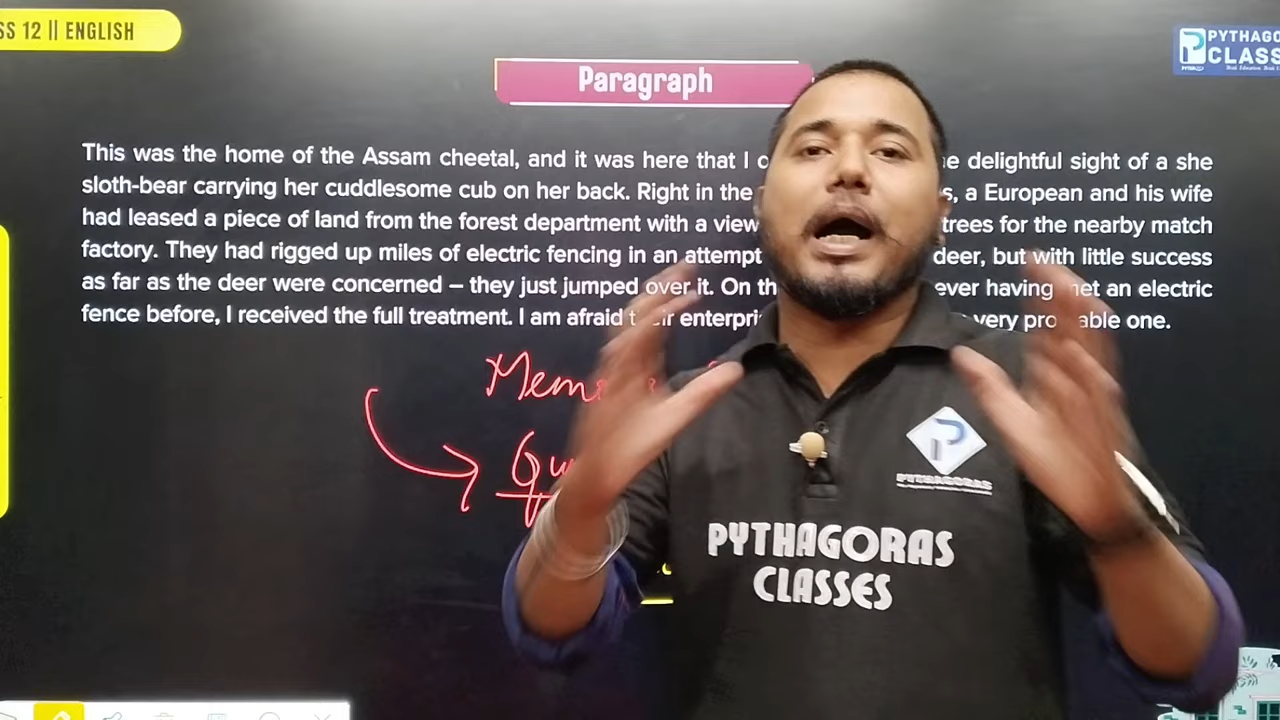 SS 12 || ENGLISH
PYTHAGO
CLASS
Paragraph
This was the home of the Assam cheetal, and it was here that I delightful sight of a she
sloth-bear carrying her cuddlesome cub on her back. Right in the a European and his wife
had leased a piece of land from the forest department with a view trees for the nearby match
factory. They had rigged up miles of electric fencing in an attempt deer, but with little success
as far as the deer were concerned – they just jumped over it. On ever having met an electric
fence before, I received the full treatment. I am afraid their very profitable one.
PYTHAGORAS
PYTHAGORAS
CLASSES